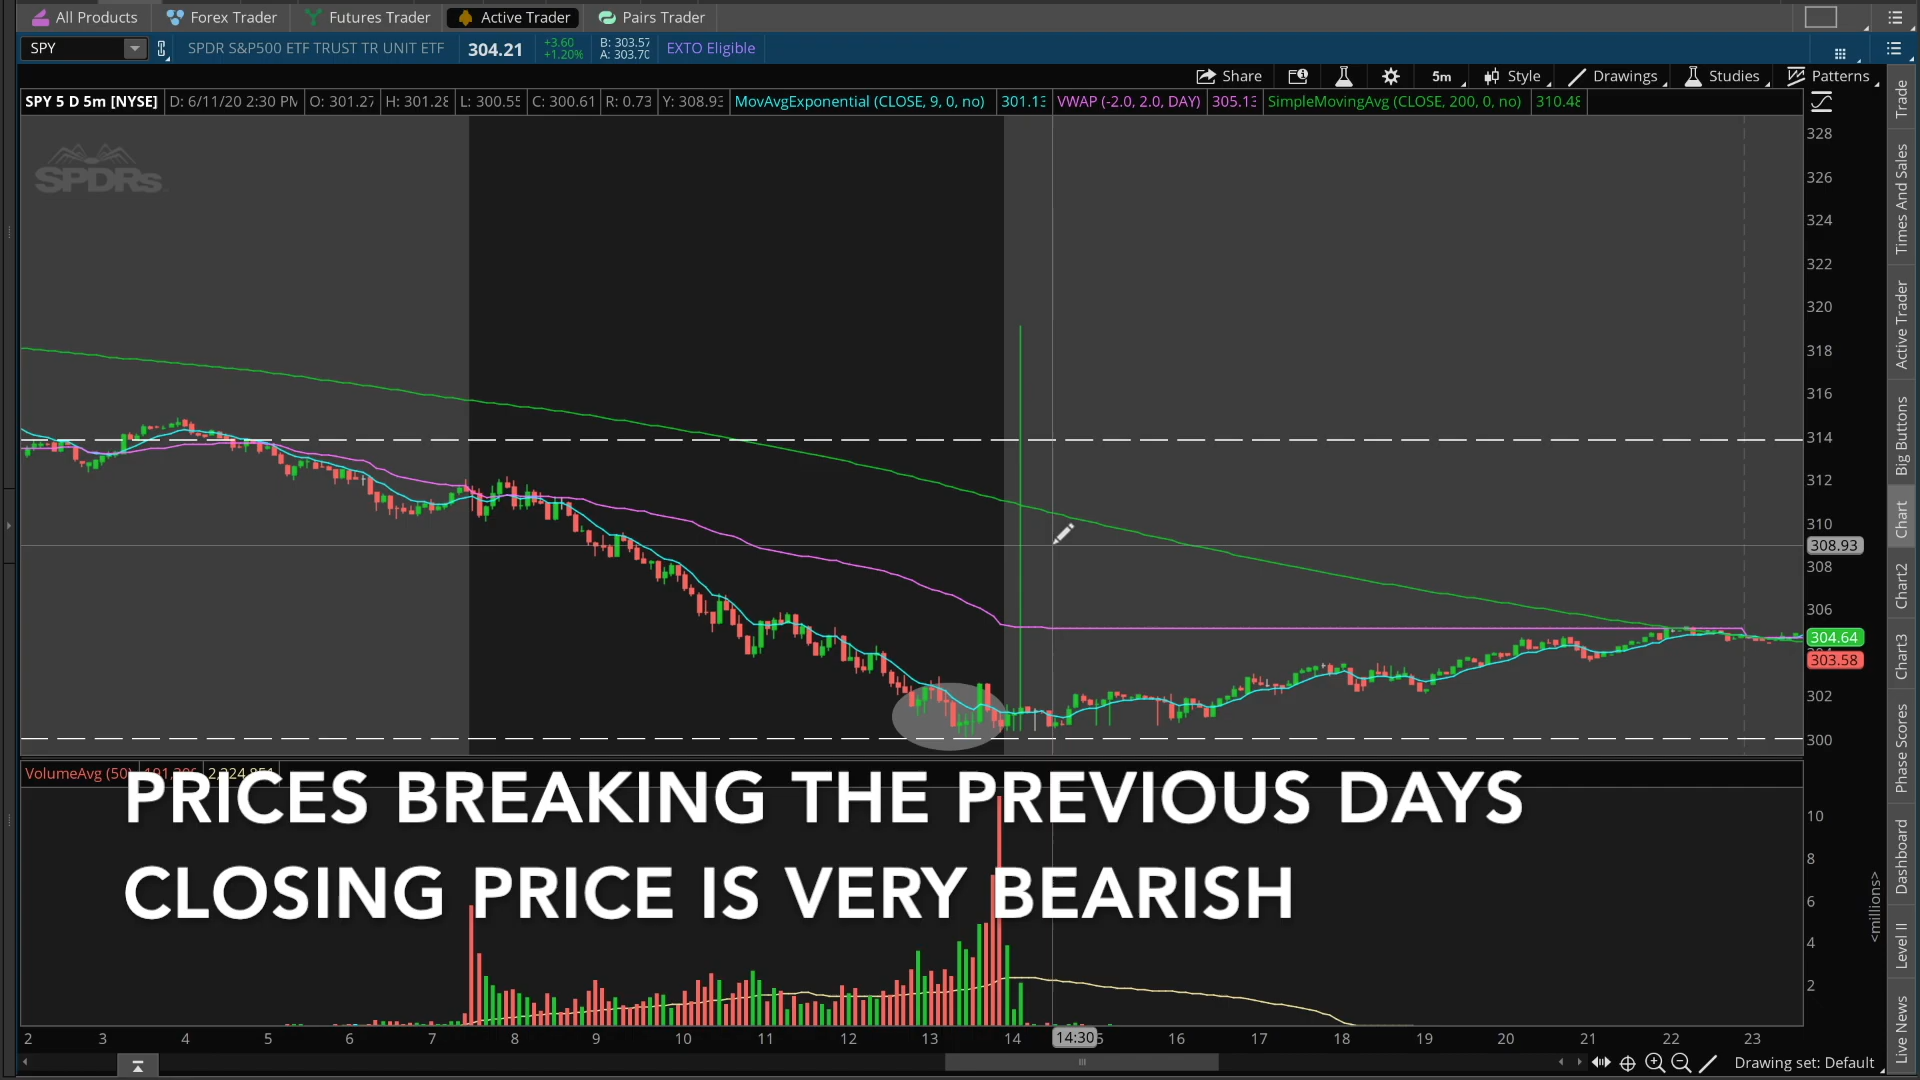 All Products Forex Trader Futures Trader Active Trader Pairs Trader
SPY SPDR S&P500 ETF TRUST TR UNIT ETF 304.21 +3.60 +1.20% B: 303.57 A: 303.70 EXTO Eligible
Share 5m Style Drawings Studies Patterns
SPY 5 D 5m [NYSE] D: 6/11/20 2:30 PM O: 301.27 H: 301.28 L: 300.55 C: 300.61 R: 0.73 Y: 308.93 MovAvgExponential (CLOSE, 9, 0, no) 301.13 VWAP (-2.0, 2.0, DAY) 305.13 SimpleMovingAvg (CLOSE, 200, 0, no) 310.48
SPDRs
328
326
324
322
320
318
316
314
312
310
308.93
308
306
304.64
303.58
302
300
VolumeAvg (50)
PRICES BREAKING THE PREVIOUS DAYS
CLOSING PRICE IS VERY BEARISH
10
8
6
4
2
<millions>
2 3 4 5 6 7 8 9 10 11 12 13 14 14:30 16 17 18 19 20 21 22 23
Drawing set: Default
Trade
Times And Sales
Active Trader
Big Buttons
Chart
Chart2
Chart3
Phase Scores
Dashboard
Level II
Live News